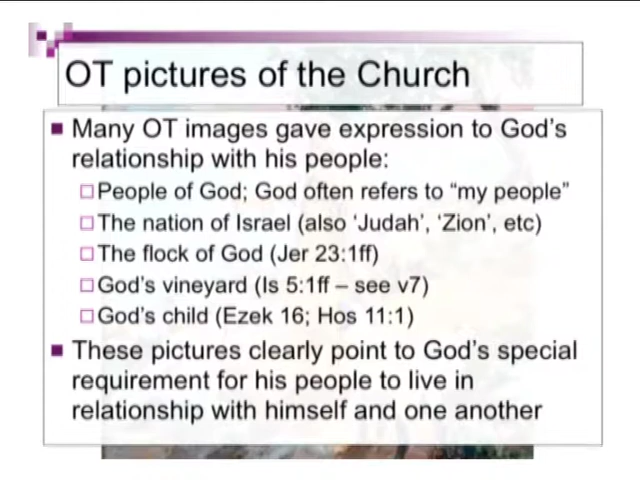 OT pictures of the Church
Many OT images gave expression to God's
relationship with his people:
People of God; God often refers to "my people"
The nation of Israel (also 'Judah', 'Zion', etc)
The flock of God (Jer 23:1ff)
God's vineyard (Is 5:1ff – see v7)
God's child (Ezek 16; Hos 11:1)
These pictures clearly point to God's special
requirement for his people to live in
relationship with himself and one another